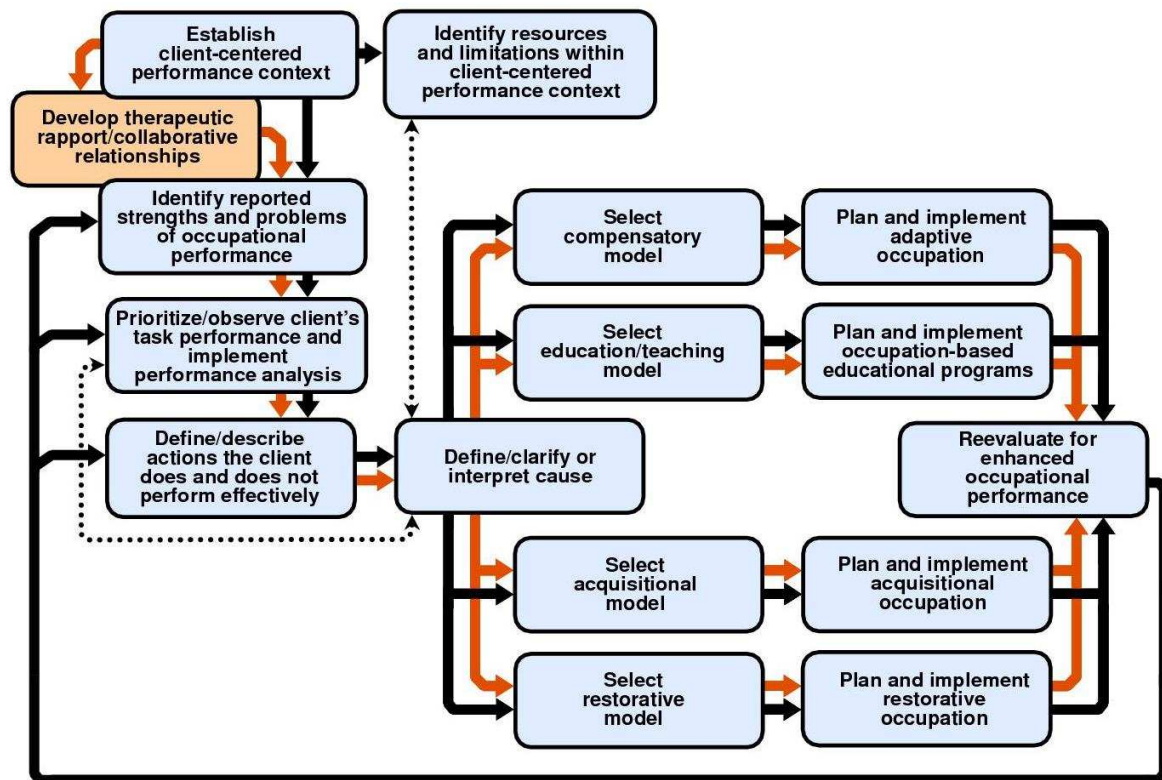 Establish
client-centered
performance context
Identify resources
and limitations within
client-centered
performance context
Develop therapeutic
rapport/collaborative
relationships
Identify reported
strengths and problems
of occupational
performance
Prioritize/observe client's
task performance and
implement
performance analysis
Define/describe
actions the client
does and does not
perform effectively
Define/clarify or
interpret cause
Select
compensatory
model
Plan and implement
adaptive
occupation
Select
education/teaching
model
Plan and implement
occupation-based
educational programs
Select
acquisitional
model
Plan and implement
acquisitional
occupation
Select
restorative
model
Plan and implement
restorative
occupation
Reevaluate for
enhanced
occupational
performance